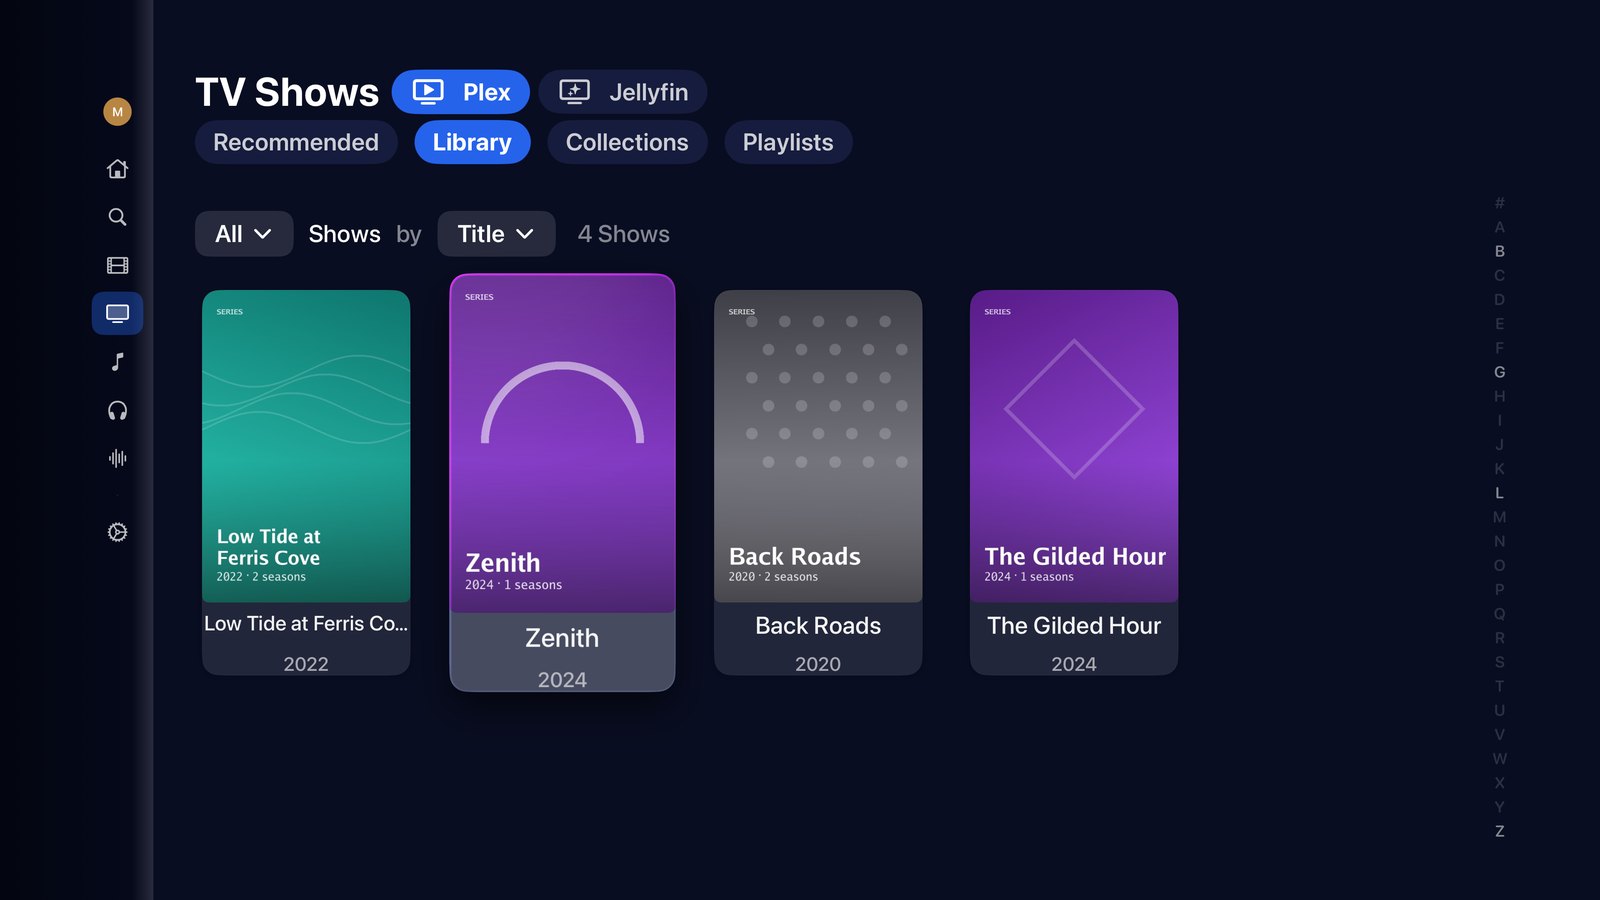 M
TV Shows
Plex
Jellyfin
Recommended
Library
Collections
Playlists
All
Shows by
Title
4 Shows
SERIES
Low Tide at
Ferris Cove
2022 · 2 seasons
Low Tide at Ferris Co...
2022
SERIES
Zenith
2024 · 1 seasons
Zenith
2024
SERIES
Back Roads
2020 · 2 seasons
Back Roads
2020
SERIES
The Gilded Hour
2024 · 1 seasons
The Gilded Hour
2024
#
A
B
C
D
E
F
G
H
I
J
K
L
M
N
O
P
Q
R
S
T
U
V
W
X
Y
Z